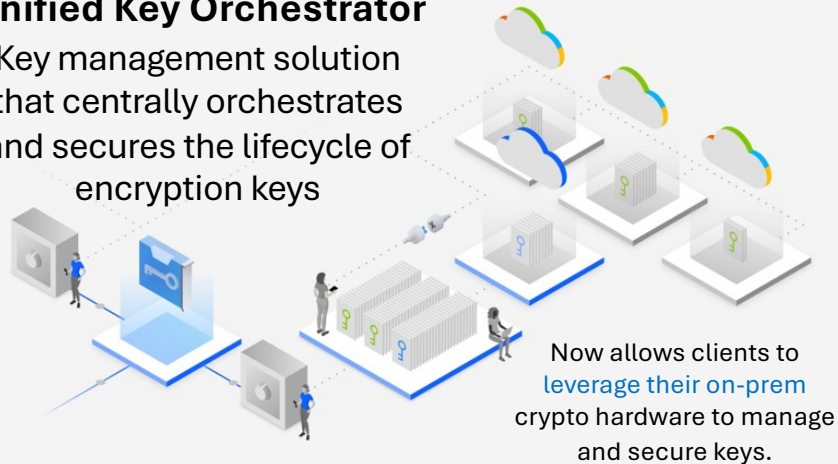 nified Key Orchestrator
Key management solution
that centrally orchestrates
and secures the lifecycle of
encryption keys
Now allows clients to
leverage their on-prem
crypto hardware to manage
and secure keys.